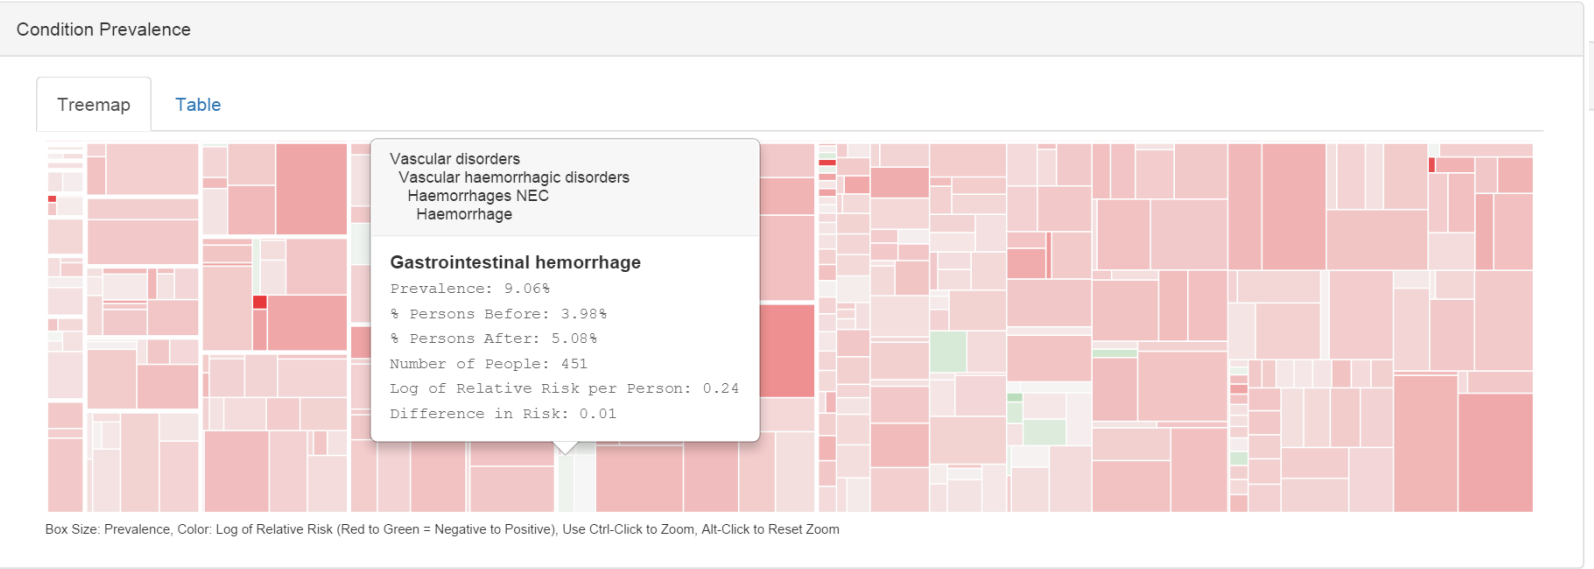 Condition Prevalence
Treemap
Table
Vascular disorders
Vascular haemorrhagic disorders
Haemorrhages NEC
Haemorrhage
Gastrointestinal hemorrhage
Prevalence: 9.06%
% Persons Before: 3.98%
% Persons After: 5.08%
Number of People: 451
Log of Relative Risk per Person: 0.24
Difference in Risk: 0.01
Box Size: Prevalence, Color: Log of Relative Risk (Red to Green = Negative to Positive), Use Ctrl-Click to Zoom, Alt-Click to Reset Zoom